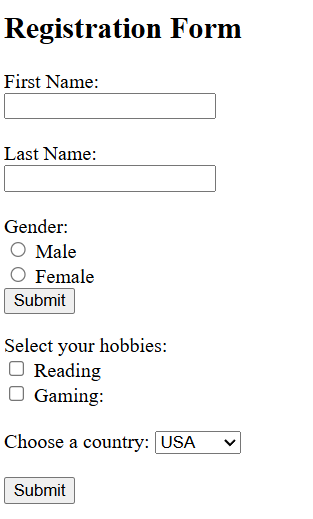 Registration Form
First Name:
Last Name:
Gender:
Male
Female
Submit
Select your hobbies:
Reading
Gaming:
Choose a country: USA
Submit